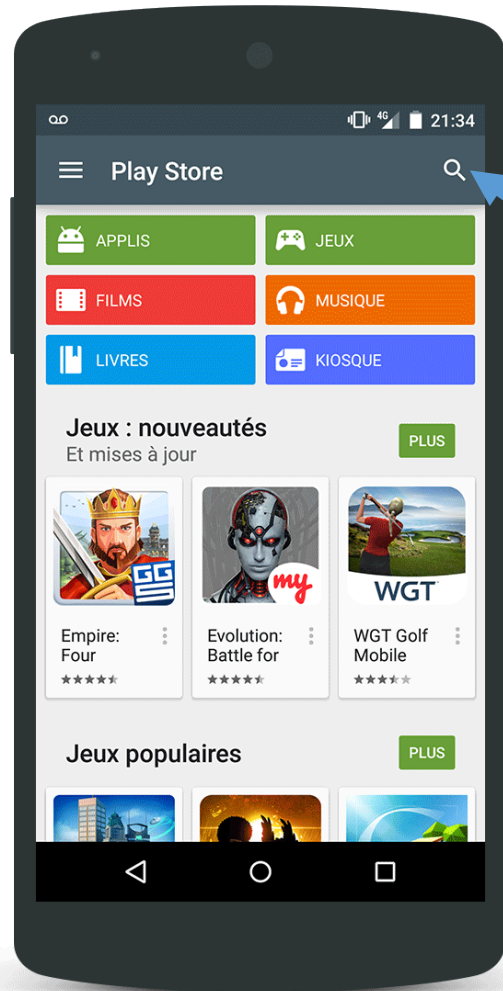 4G 21:34
Play Store
APPLIS
JEUX
FILMS
MUSIQUE
LIVRES
KIOSQUE
Jeux : nouveautés
PLUS
Et mises à jour
GGS
my
WGT
Empire:
Four
Evolution:
Battle for
WGT Golf
Mobile
Jeux populaires
PLUS